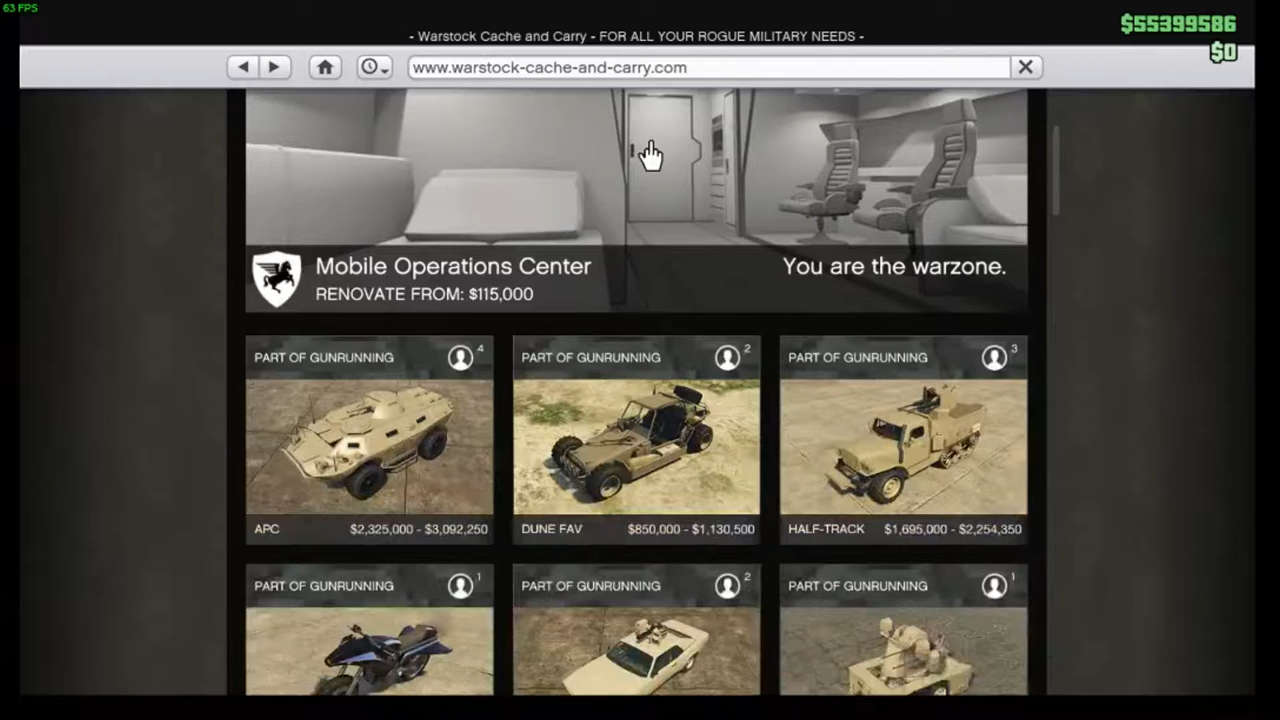 63 FPS
$55399586
- Warstock Cache and Carry - FOR ALL YOUR ROGUE MILITARY NEEDS -
$0
www.warstock-cache-and-carry.com
Mobile Operations Center
You are the warzone.
RENOVATE FROM: $115,000
PART OF GUNRUNNING 4
PART OF GUNRUNNING 2
PART OF GUNRUNNING 3
APC $2,325,000 - $3,092,250
DUNE FAV $850,000 - $1,130,500
HALF-TRACK $1,695,000 - $2,254,350
PART OF GUNRUNNING 1
PART OF GUNRUNNING 2
PART OF GUNRUNNING 1